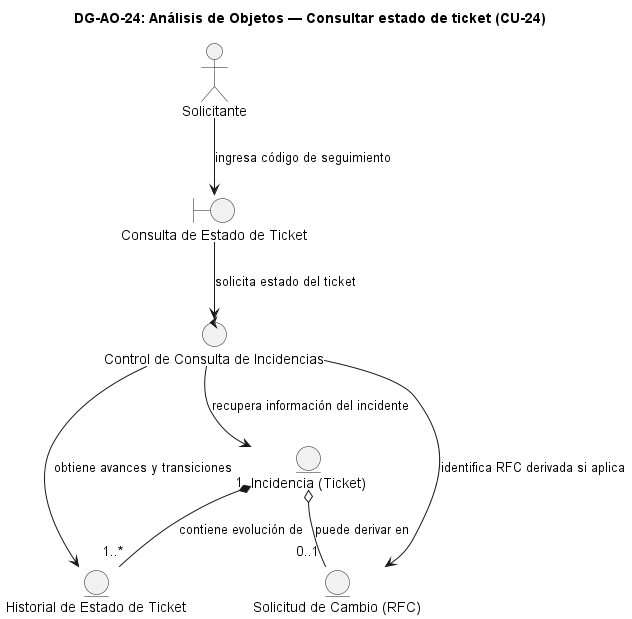 DG-AO-24: Análisis de Objetos — Consultar estado de ticket (CU-24)
Solicitante
ingresa código de seguimiento
Consulta de Estado de Ticket
solicita estado del ticket
Control de Consulta de Incidencias
recupera información del incidente
obtiene avances y transiciones
identifica RFC derivada si aplica
1
Incidencia (Ticket)
contiene evolución de
puede derivar en
1..*
0..1
Historial de Estado de Ticket
Solicitud de Cambio (RFC)